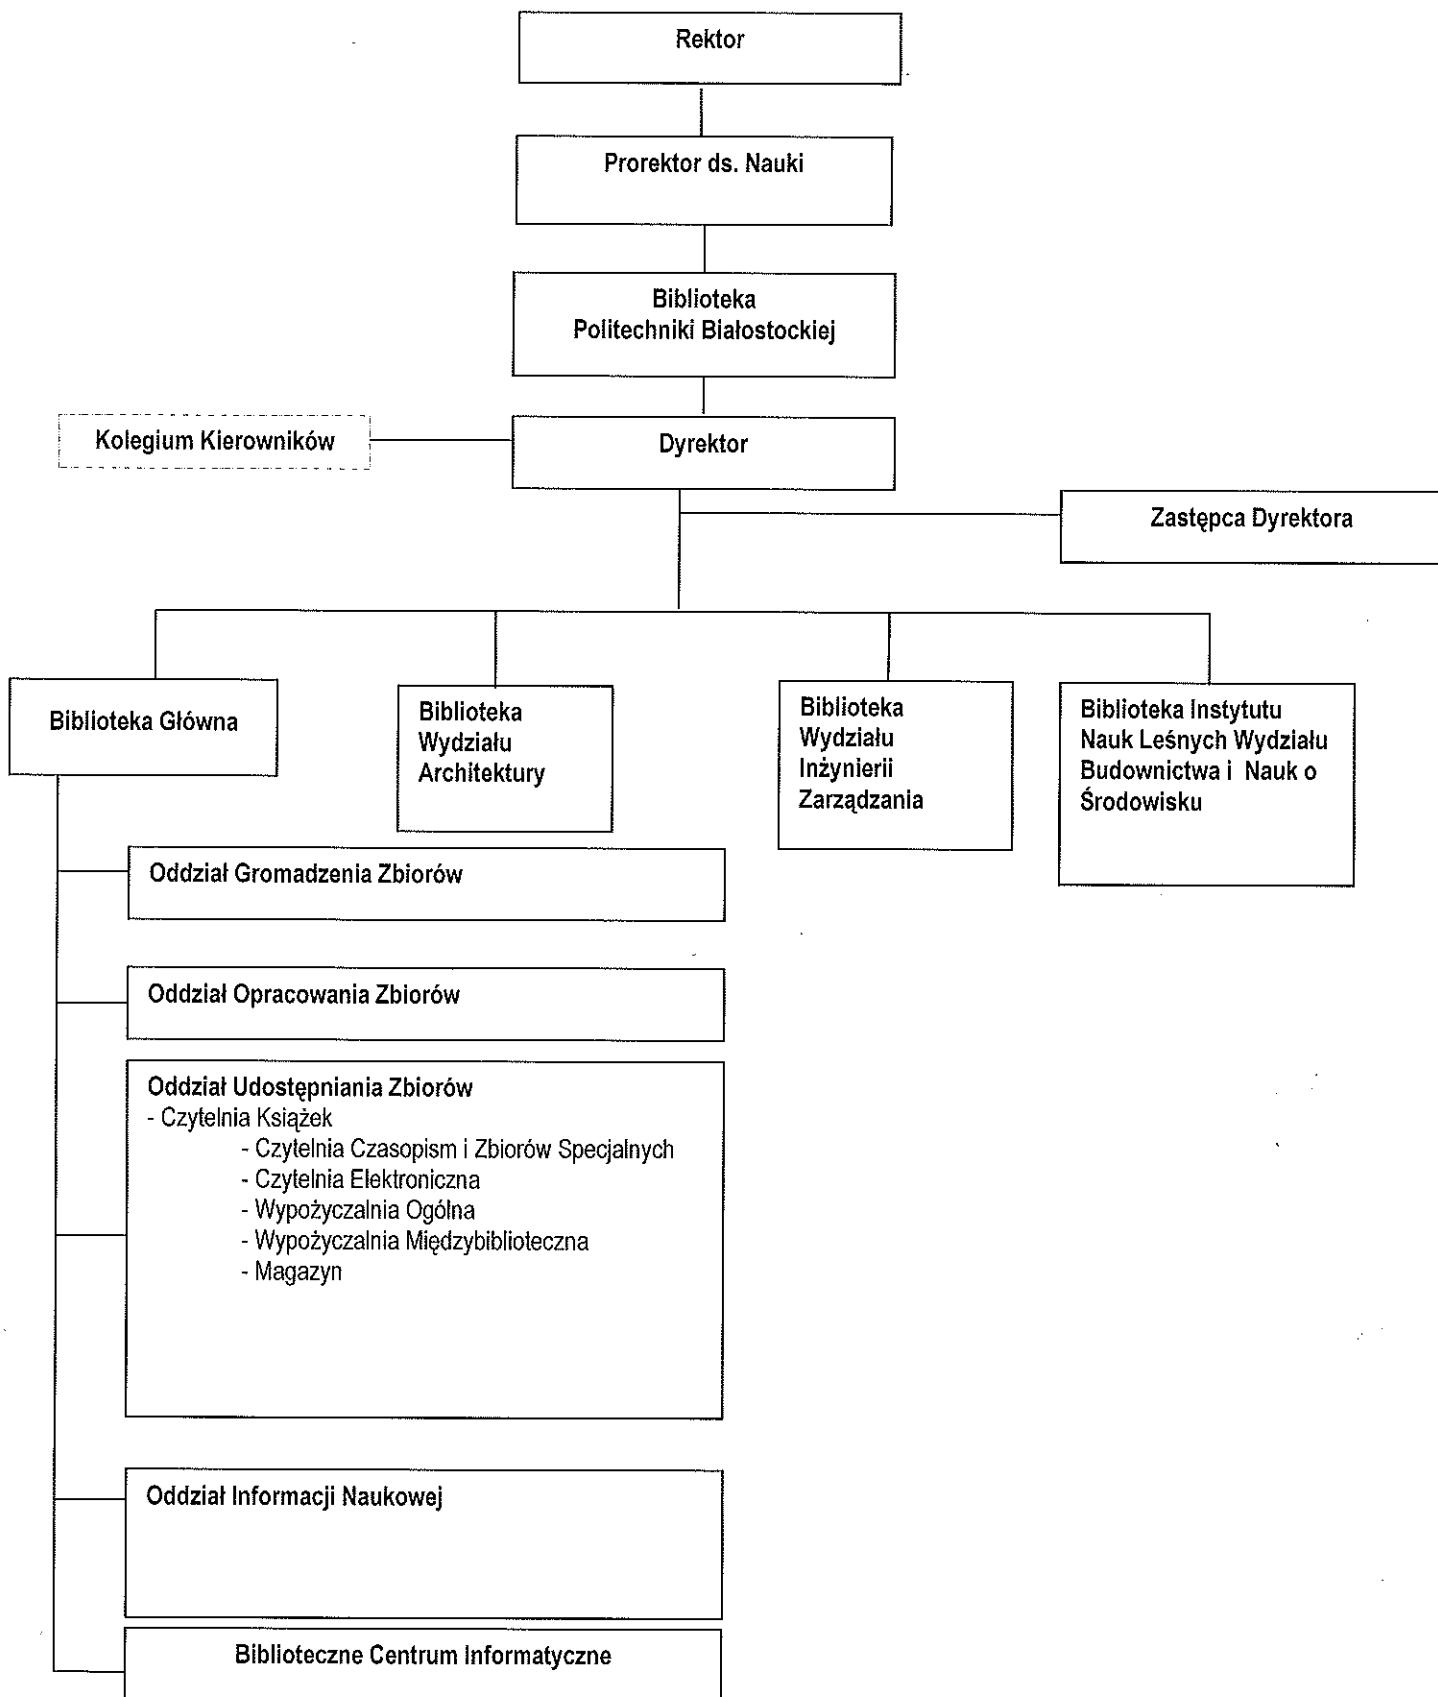 Rektor
Prorektor ds. Nauki
Biblioteka
Politechniki Białostockiej
Kolegium Kierowników
Dyrektor
Zastępca Dyrektora
Biblioteka Główna
Biblioteka
Wydziału
Architektury
Biblioteka
Wydziału
Inżynierii
Zarządzania
Biblioteka Instytutu
Nauk Leśnych Wydziału
Budownictwa i Nauk o
Środowisku
Oddział Gromadzenia Zbiorów
Oddział Opracowania Zbiorów
Oddział Udostępniania Zbiorów
- Czytelnia Książek
- Czytelnia Czasopism i Zbiorów Specjalnych
- Czytelnia Elektroniczna
- Wypożyczalnia Ogólna
- Wypożyczalnia Międzybiblioteczna
- Magazyn
Oddział Informacji Naukowej
Biblioteczne Centrum Informatyczne